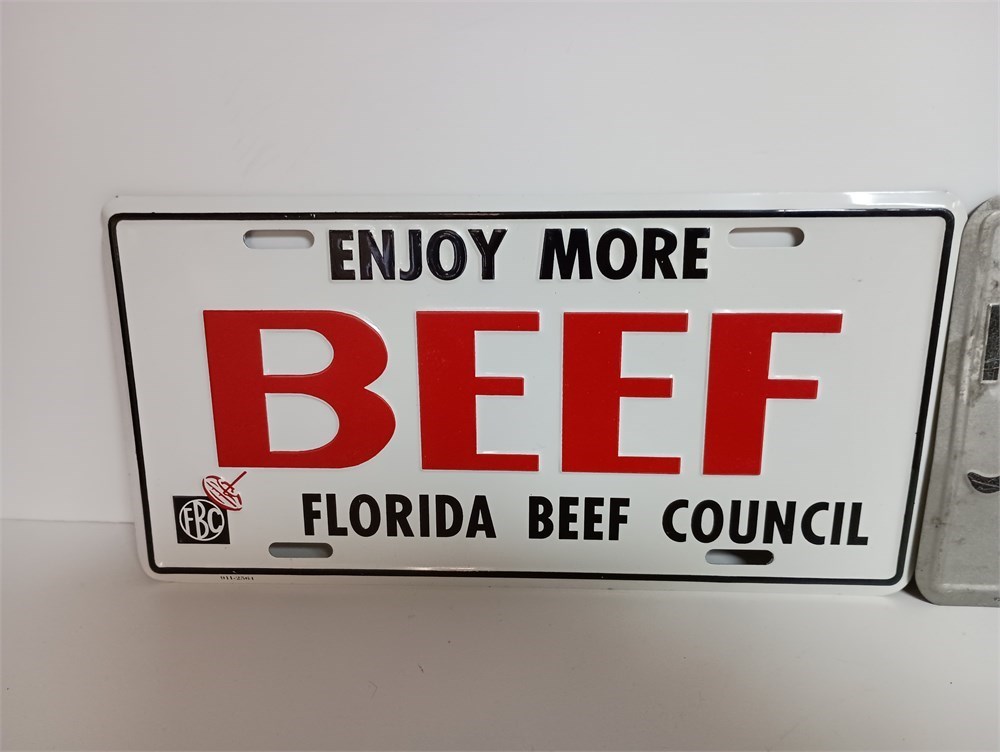 ENJOY MORE
BEEF
FBC
FLORIDA BEEF COUNCIL